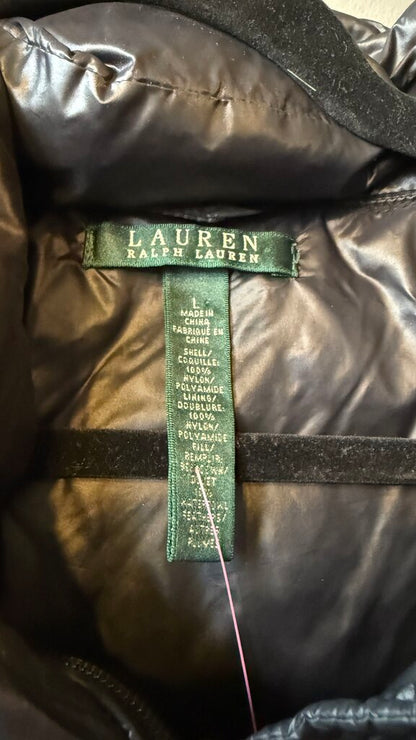 LAUREN
RALPH LAUREN
L
MADE IN
CHINA
FABRIQUE EN
CHINE
SHELL/
COQUILLE:
100%
NYLON/
POLYAMIDE
LINING/
DOUBLURE:
100%
NYLON/
POLYAMIDE
FILL/
REMPLIR: